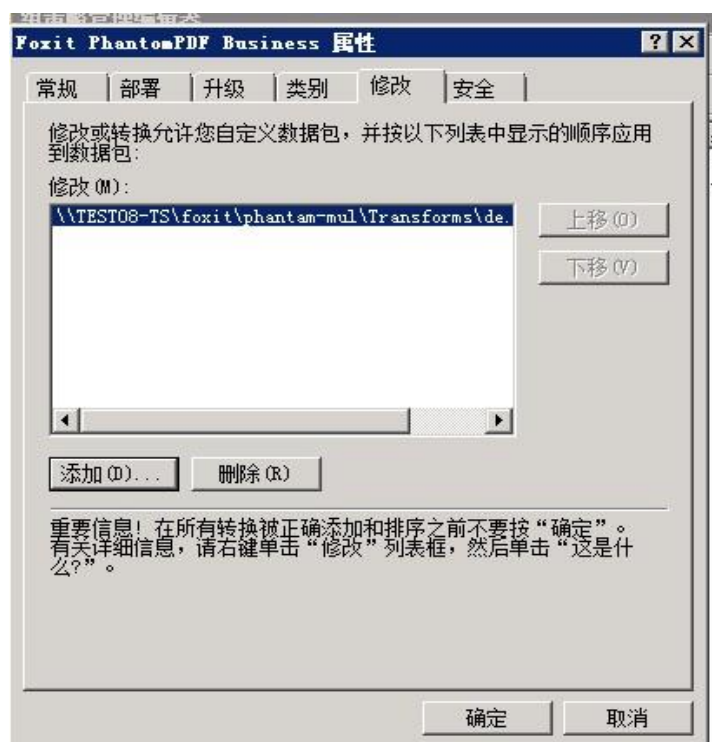 Foxit PhantomPDF Business 属性
常规 部署 升级 类别 修改 安全
修改或转换允许您自定义数据包，并按以下列表中显示的顺序应用
到数据包:
修改(M):
\\TEST08-TS\foxit\phantam-mul\Transforms\de.
上移(O)
下移(V)
添加(D)... 删除(R)
重要信息! 在所有转换被正确添加和排序之前不要按“确定”。
有关详细信息，请右键单击“修改”列表框，然后单击“这是什
么?”。
确定 取消